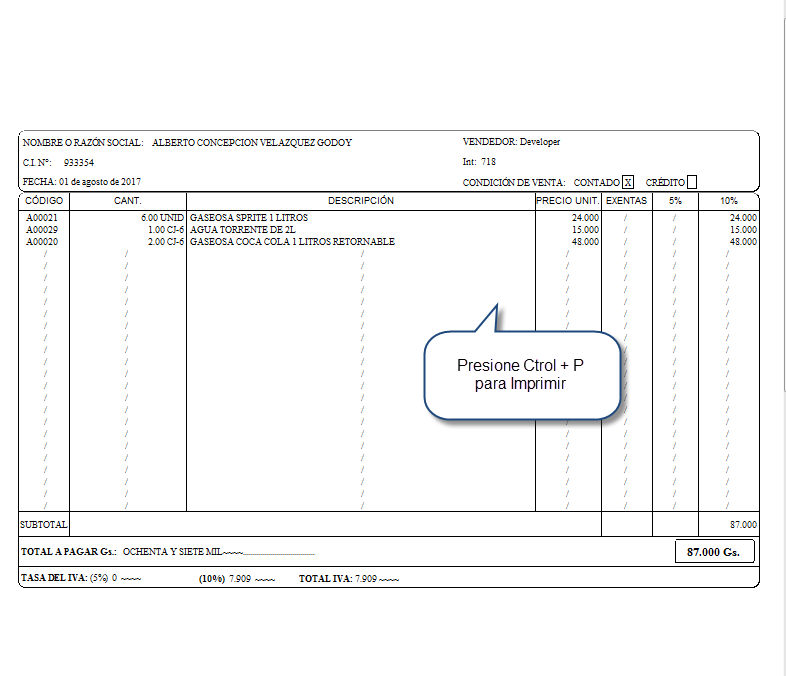 NOMBRE O RAZÓN SOCIAL: ALBERTO CONCEPCION VELAZQUEZ GODOY VENDEDOR: Developer
C.I. Nº: 933354 Int: 718
FECHA: 01 de agosto de 2017 CONDICIÓN DE VENTA: CONTADO X CRÉDITO
CÓDIGO CANT. DESCRIPCIÓN PRECIO UNIT. EXENTAS 5% 10%
A00021 6.00 UNID GASEOSA SPRITE 1 LITROS 24.000 / / 24.000
A00029 1.00 CJ-6 AGUA TORRENTE DE 2L 15.000 / / 15.000
A00020 2.00 CJ-6 GASEOSA COCA COLA 1 LITROS RETORNABLE 48.000 / / 48.000
Presione Ctrol + P
para Imprimir
SUBTOTAL 87.000
TOTAL A PAGAR Gs.: OCHENTA Y SIETE MIL~~~~ 87.000 Gs.
TASA DEL IVA: (5%) 0 ~~~~ (10%) 7.909 ~~~~ TOTAL IVA: 7.909 ~~~~